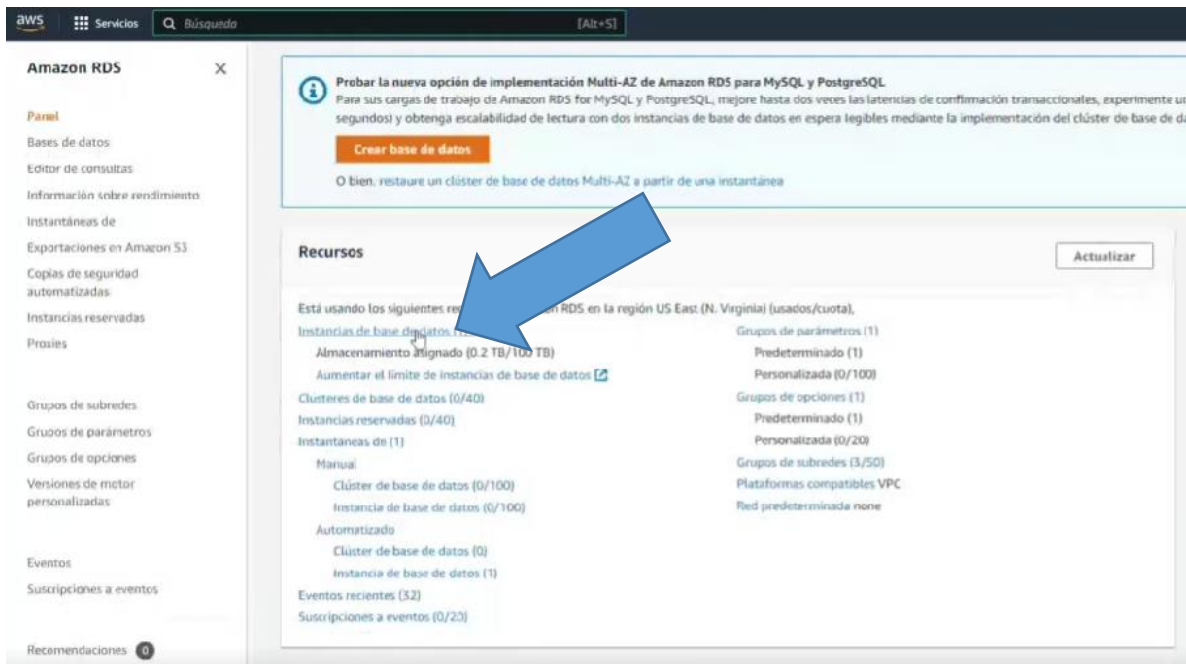 aws
Servicios
Búsqueda
[Alt+S]
Amazon RDS
X
Panel
Bases de datos
Editor de consultas
Información sobre rendimiento
Instantáneas de
Exportaciones en Amazon S3
Copias de seguridad
automatizadas
Instancias reservadas
Proxies
Grupos de subredes
Grupos de parámetros
Grupos de opciones
Versiones de motor
personalizadas
Eventos
Suscripciones a eventos
Recomendaciones 0
Probar la nueva opción de implementación Multi-AZ de Amazon RDS para MySQL y PostgreSQL
Para sus cargas de trabajo de Amazon RDS for MySQL y PostgreSQL, mejore hasta dos veces las latencias de confirmación transaccionales, experimente
segundos) y obtenga escalabilidad de lectura con dos instancias de base de datos en espera legibles mediante la implementación del clúster de base de
Crear base de datos
O bien, restaure un clúster de base de datos Multi-AZ a partir de una instantánea
Recursos
Actualizar
Está usando los siguientes RDS en la región US East (N. Virginia) (usados/cuota),
Instancias de base de datos
Almacenamiento asignado (0.2 TB/100 TB)
Aumentar el límite de instancias de base de datos
Clústeres de base de datos (0/40)
Instancias reservadas (0/40)
Instantáneas de (1)
Manual
Clúster de base de datos (0/100)
Instancia de base de datos (0/100)
Automatizado
Clúster de base de datos (0)
Instancia de base de datos (1)
Eventos recientes (32)
Suscripciones a eventos (0/20)
Grupos de parámetros (1)
Predeterminado (1)
Personalizada (0/100)
Grupos de opciones (1)
Predeterminado (1)
Personalizada (0/20)
Grupos de subredes (3/50)
Plataformas compatibles VPC
Red predeterminada none